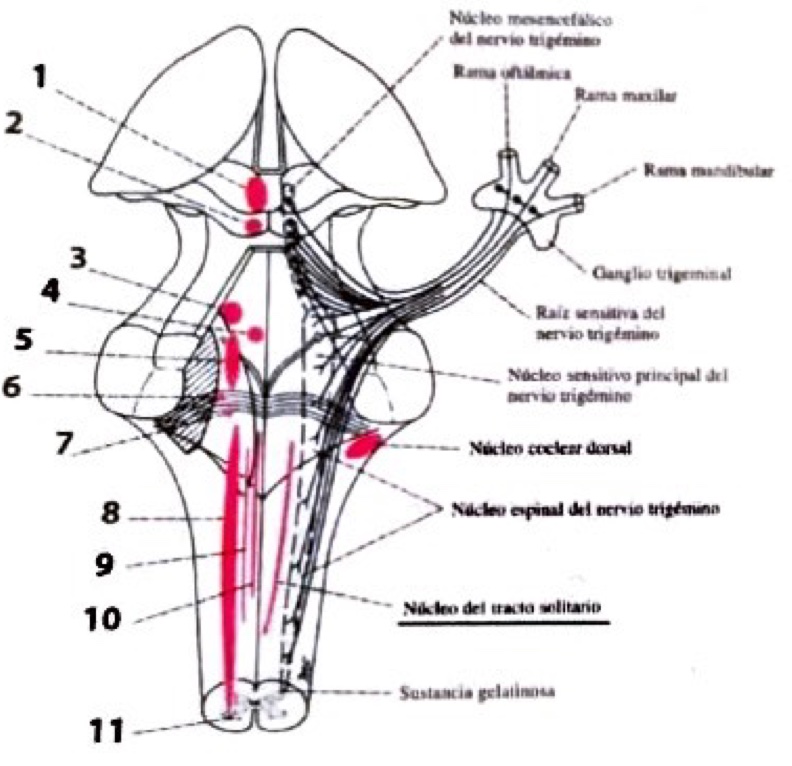 Núcleo mesencefálico
del nervio trigémino
Rama oftálmica
Rama maxilar
Rama mandibular
Ganglio trigeminal
Raíz sensitiva del
nervio trigémino
Núcleo sensitivo principal del
nervio trigémino
Núcleo coclear dorsal
Núcleo espinal del nervio trigémino
Núcleo del tracto solitario
Sustancia gelatinosa
1
2
3
4
5
6
7
8
9
10
11